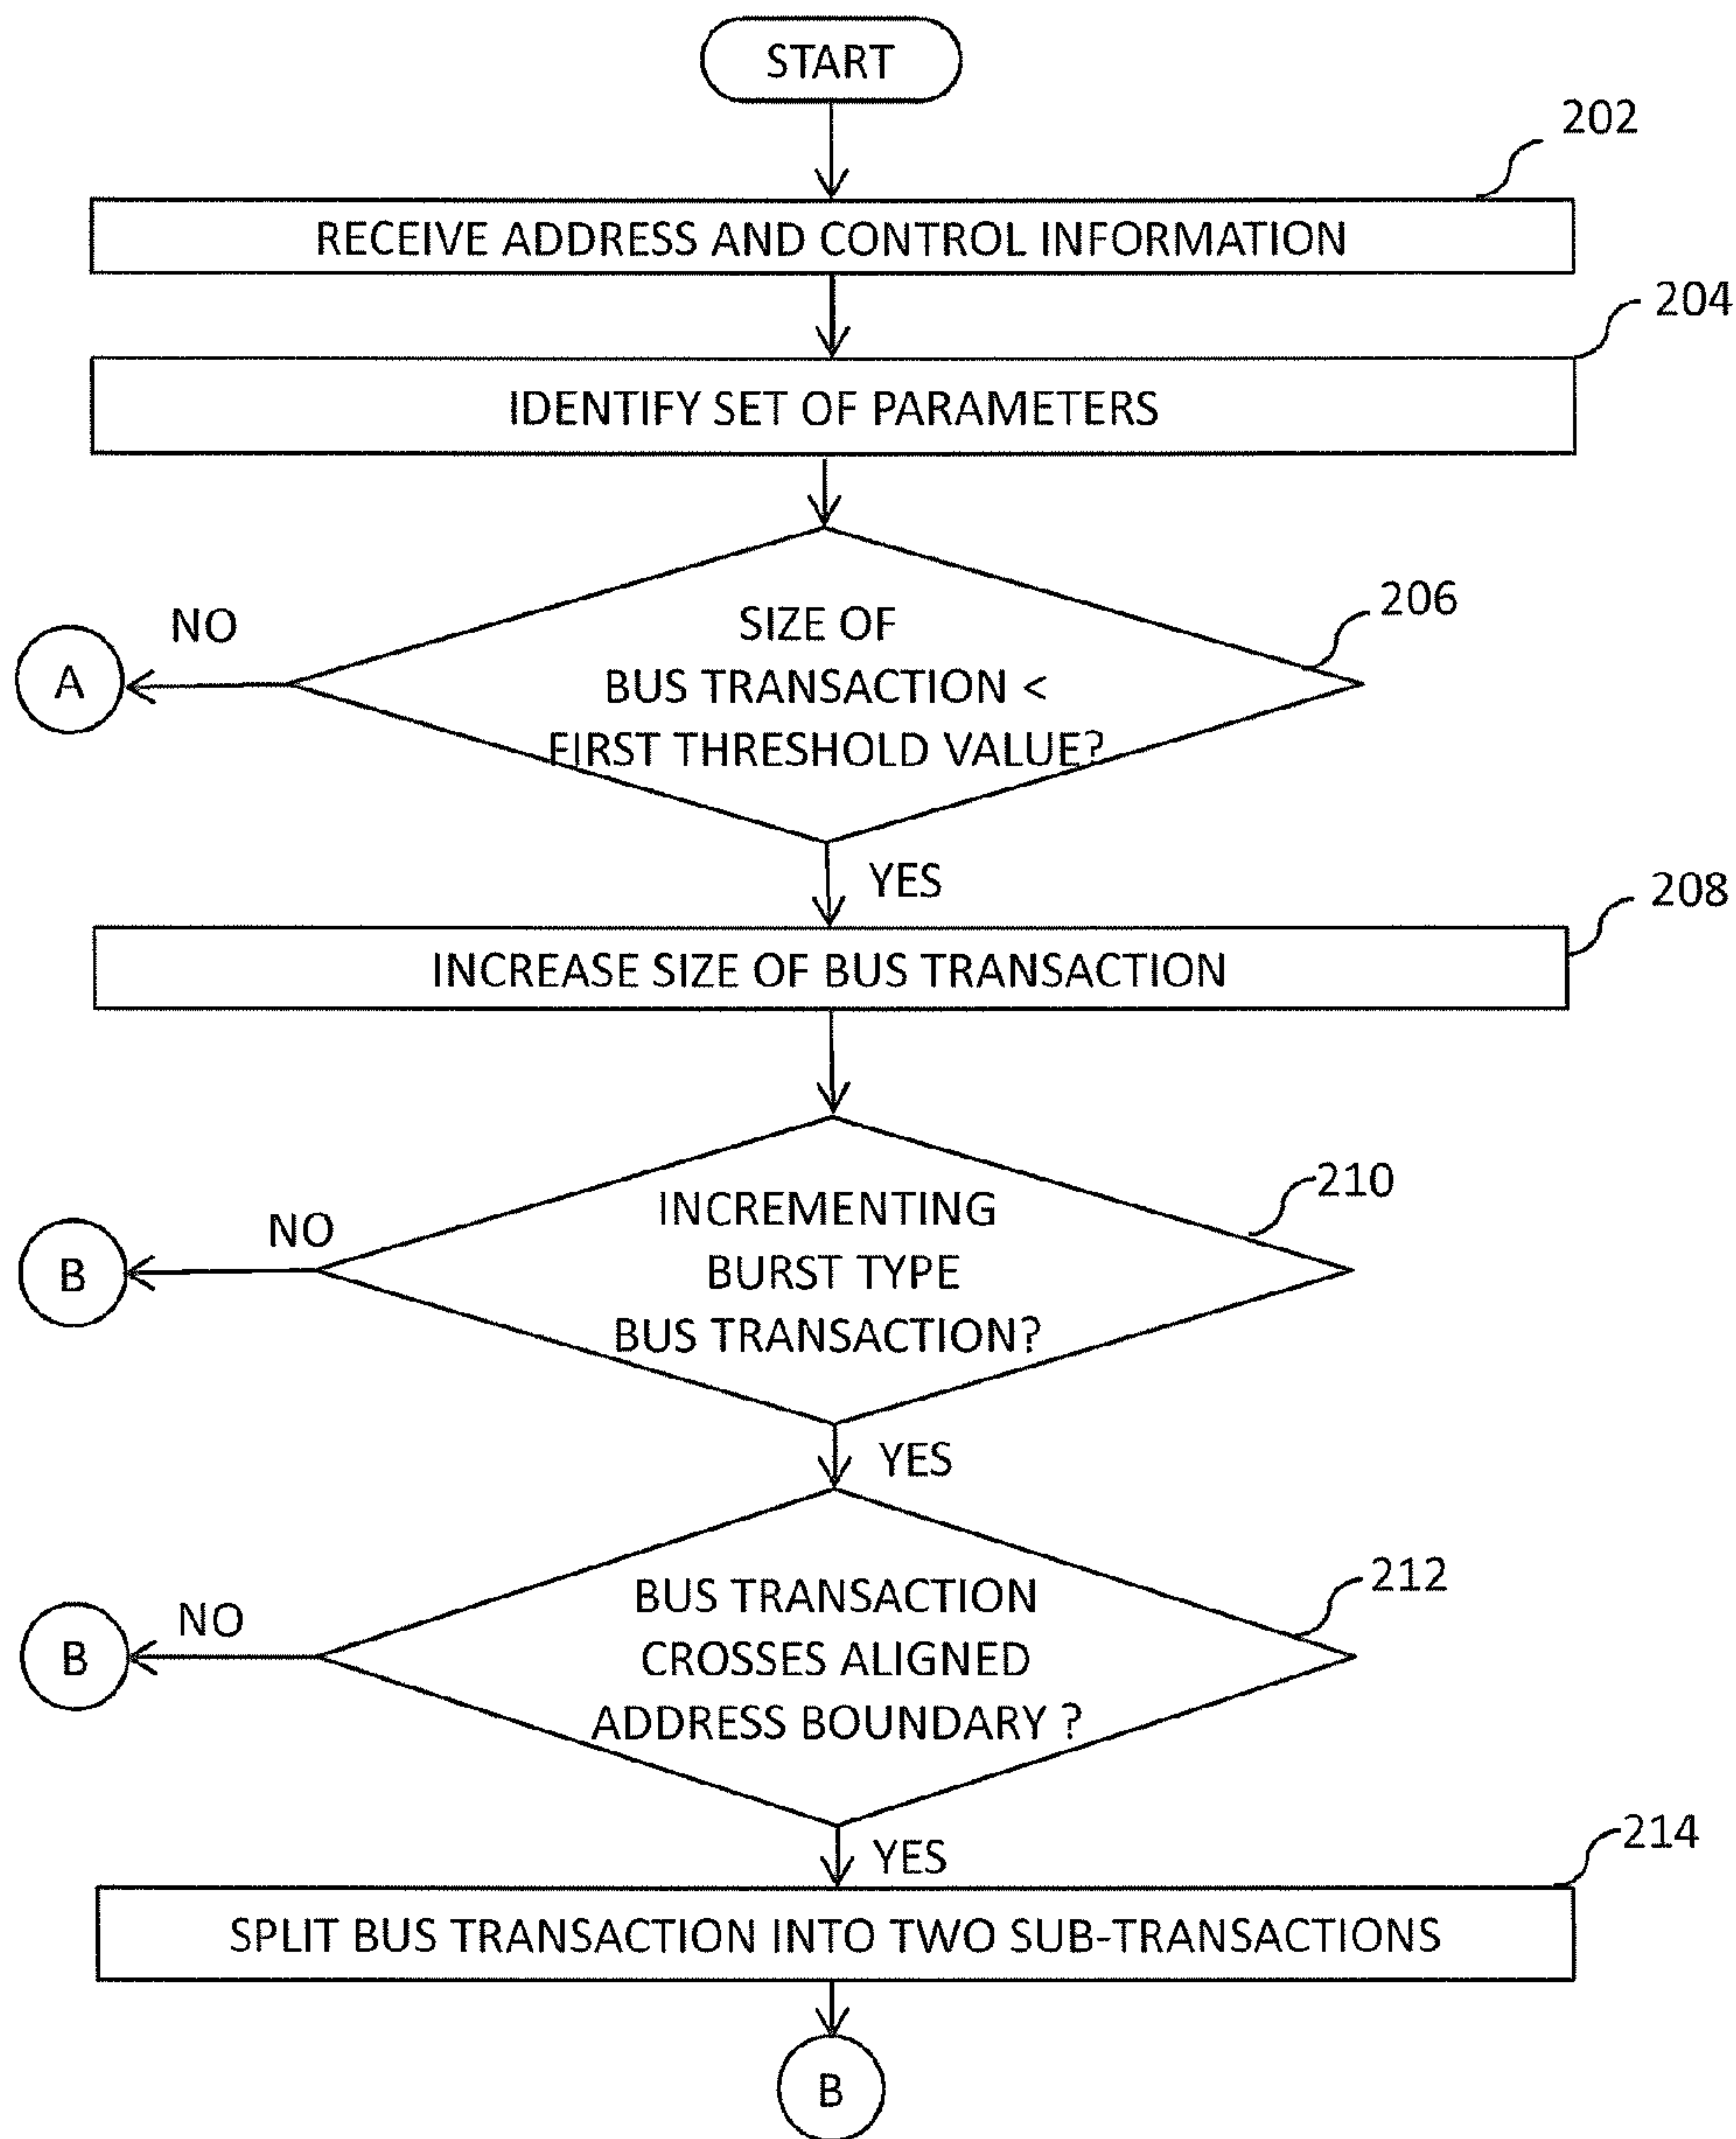 START
202
RECEIVE ADDRESS AND CONTROL INFORMATION
204
IDENTIFY SET OF PARAMETERS
206
SIZE OF
BUS TRANSACTION <
FIRST THRESHOLD VALUE?
NO
A
YES
208
INCREASE SIZE OF BUS TRANSACTION
210
INCREMENTING
BURST TYPE
BUS TRANSACTION?
NO
B
YES
212
BUS TRANSACTION
CROSSES ALIGNED
ADDRESS BOUNDARY ?
NO
B
YES
214
SPLIT BUS TRANSACTION INTO TWO SUB-TRANSACTIONS
B